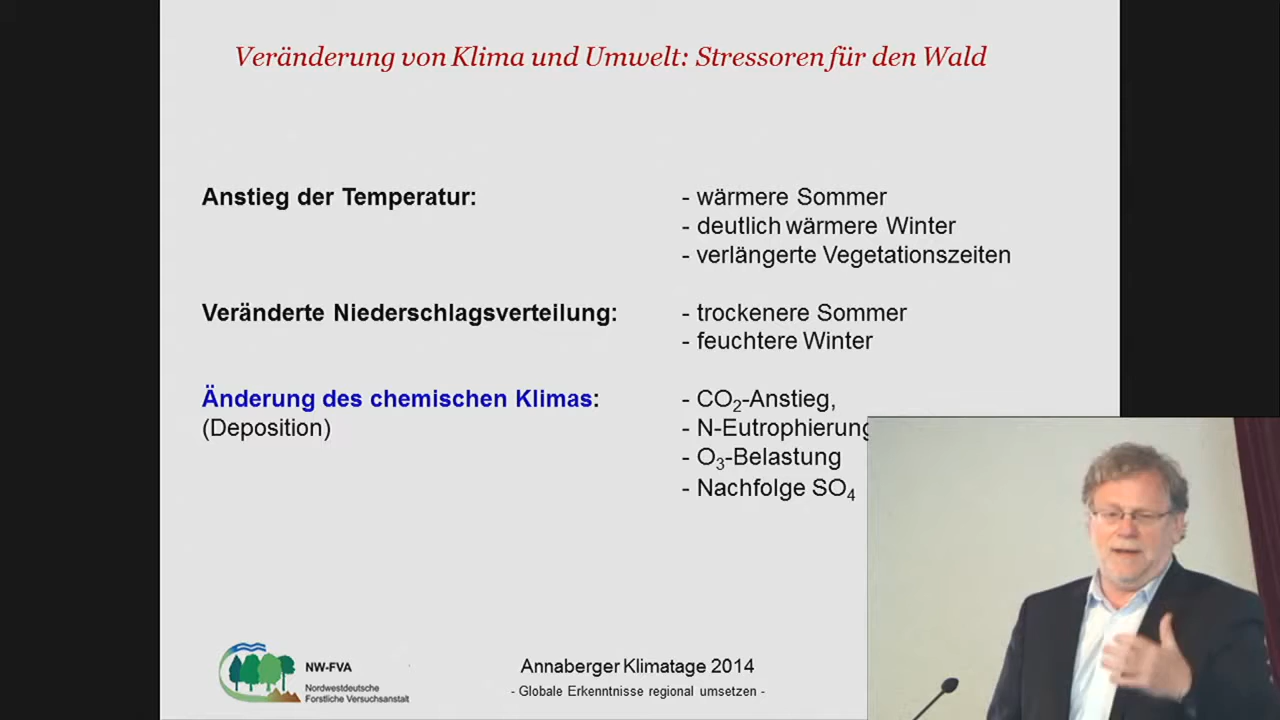 Veränderung von Klima und Umwelt: Stressoren für den Wald
Anstieg der Temperatur:
- wärmere Sommer
- deutlich wärmere Winter
- verlängerte Vegetationszeiten
Veränderte Niederschlagsverteilung:
- trockenere Sommer
- feuchtere Winter
Änderung des chemischen Klimas:
(Deposition)
- CO₂-Anstieg,
- N-Eutrophierung
- O₃-Belastung
- Nachfolge SO₄
NW-FVA
Nordwestdeutsche
Forstliche Versuchsanstalt
Annaberger Klimatage 2014
- Globale Erkenntnisse regional umsetzen -